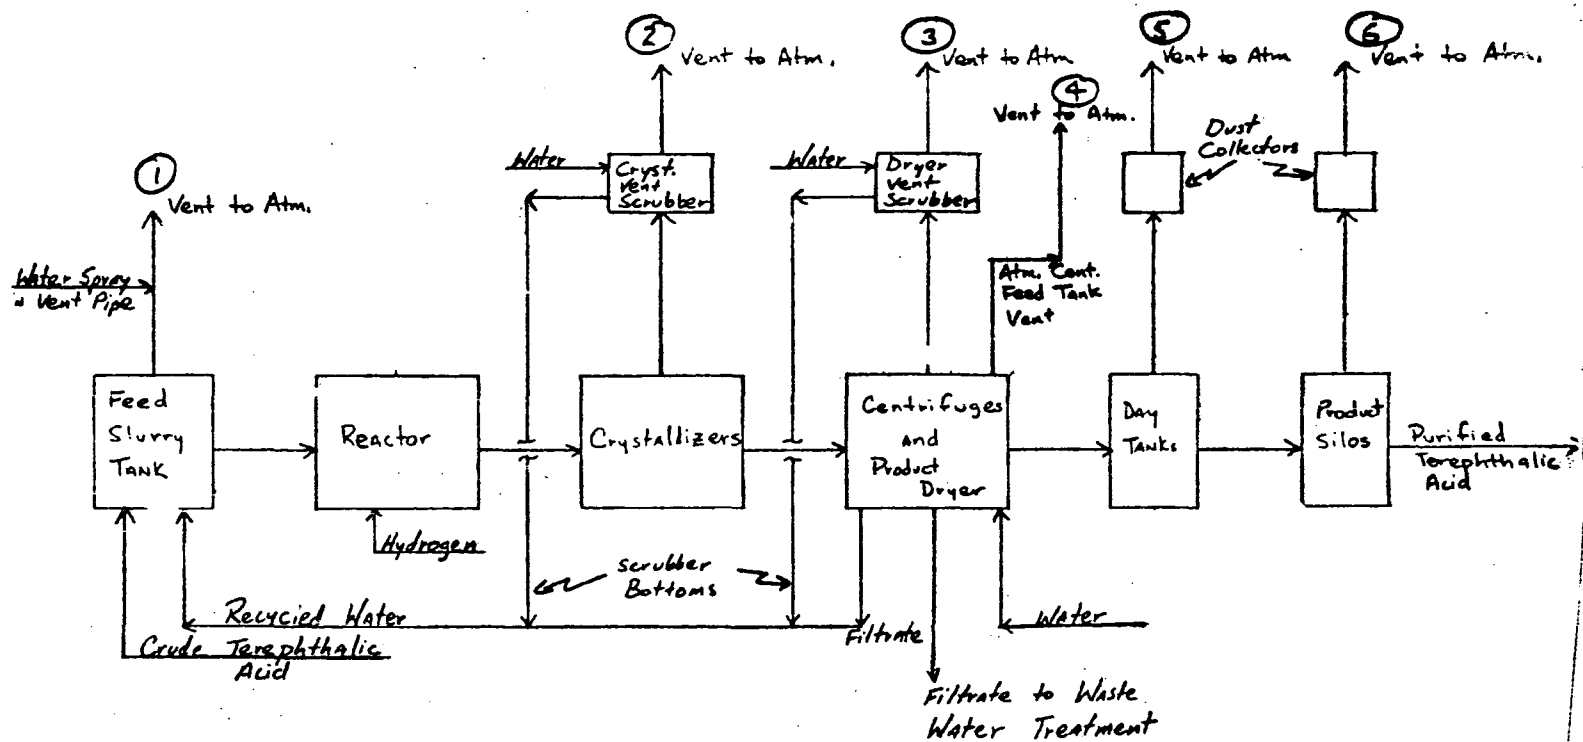 2
Vent to Atm.
3
Vent to Atm
4
Vent to Atm.
5
Vent to Atm
6
Vent to Atm.
1
Vent to Atm.
Water
Cryst.
Vent
Scrubber
Water
Dryer
Vent
Scrubber
Dust
Collectors
Water Spray
Vent Pipe
Atm. Cent.
Feed Tank
Vent
Feed
Slurry
TANK
Reactor
Crystallizers
Centrifuges
and
Product
Dryer
DAY
TANKs
Product
Silos
Purified
Terephthalic
Acid
Hydrogen
Scrubber
Bottoms
Recycled Water
Crude Terephthalic
Acid
Filtrate
Water
Filtrate to Waste
Water Treatment